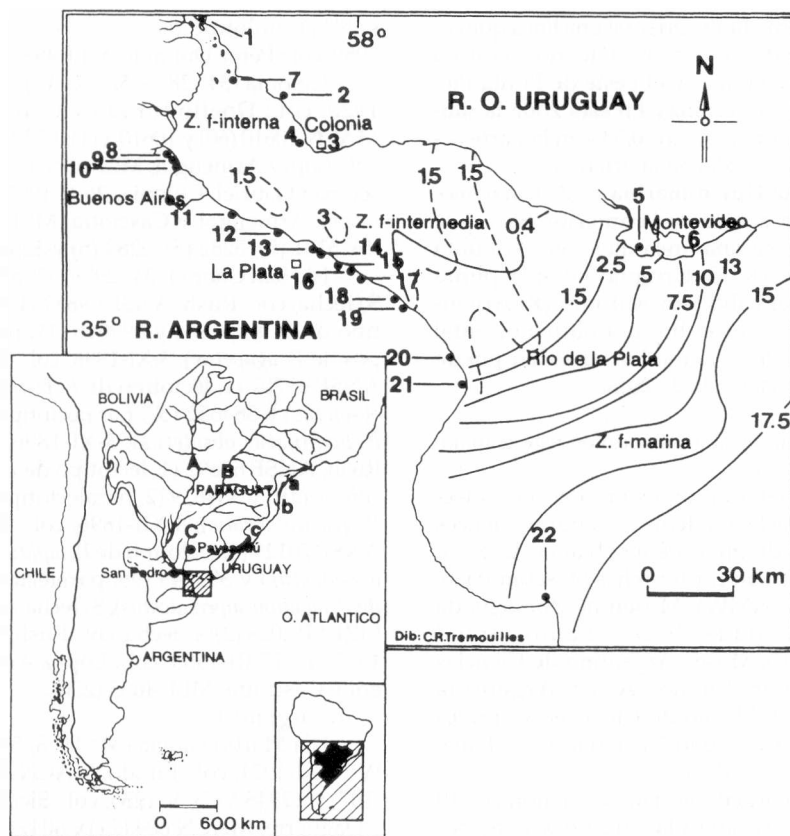 58°
1
7
2
N
R. O. URUGUAY
Z. f-interna
4
Colonia
3
8
9
10
1.5
1.5
1.5
5
Buenos Aires
Z. f-intermedia
Montevideo
11
3
04
6
12
2.5
5
10
13
13
14
15
La Plata
16
17
1.5
7.5
15
18
19
35°
R. ARGENTINA
20
Río de la Plata
21
17.5
Z. f-marina
22
0 30 km
Dib: C.R.Tremouilles
BOLIVIA
BRASIL
A
B
PARAGUAY
a
b
C
c
Paysandú
San Pedro
URUGUAY
CHILE
O. ATLANTICO
ARGENTINA
0 600 km